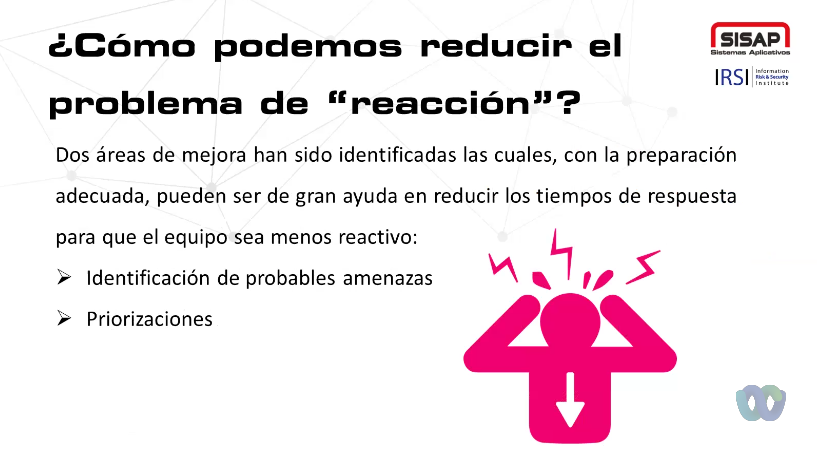 ¿Cómo podemos reducir el
problema de “reacción”?
SISAP
Sistemas Aplicativos
IRSI
Information
Risk & Security
Institute
Dos áreas de mejora han sido identificadas las cuales, con la preparación
adecuada, pueden ser de gran ayuda en reducir los tiempos de respuesta
para que el equipo sea menos reactivo:
Identificación de probables amenazas
Priorizaciones